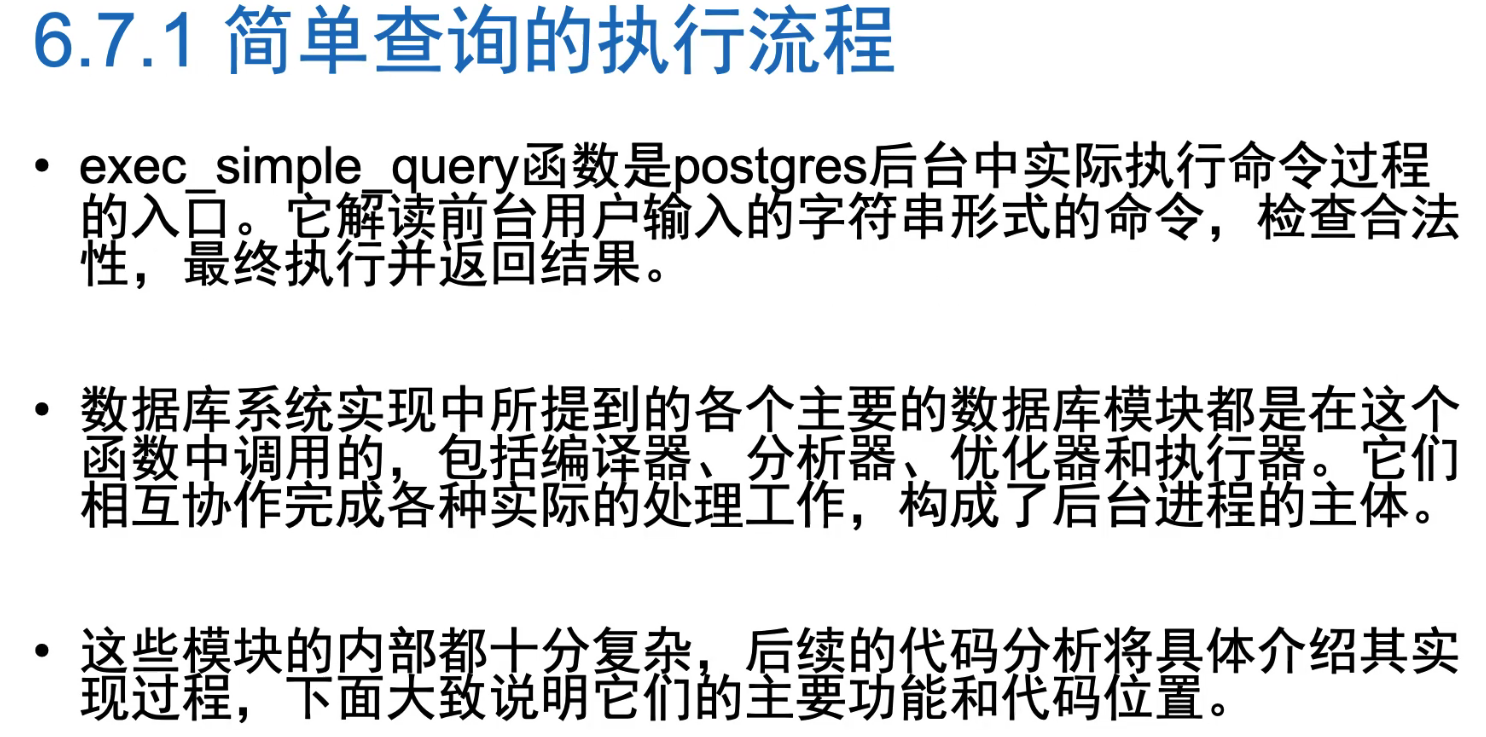 6.7.1 简单查询的执行流程
• exec_simple_query函数是postgres后台中实际执行命令过程
的入口。它解读前台用户输入的字符串形式的命令，检查合法
性，最终执行并返回结果。
• 数据库系统实现中所提到的各个主要的数据库模块都是在这个
函数中调用的，包括编译器、分析器、优化器和执行器。它们
相互协作完成各种实际的处理工作，构成了后台进程的主体。
• 这些模块的内部都十分复杂，后续的代码分析将具体介绍其实
现过程，下面大致说明它们的主要功能和代码位置。